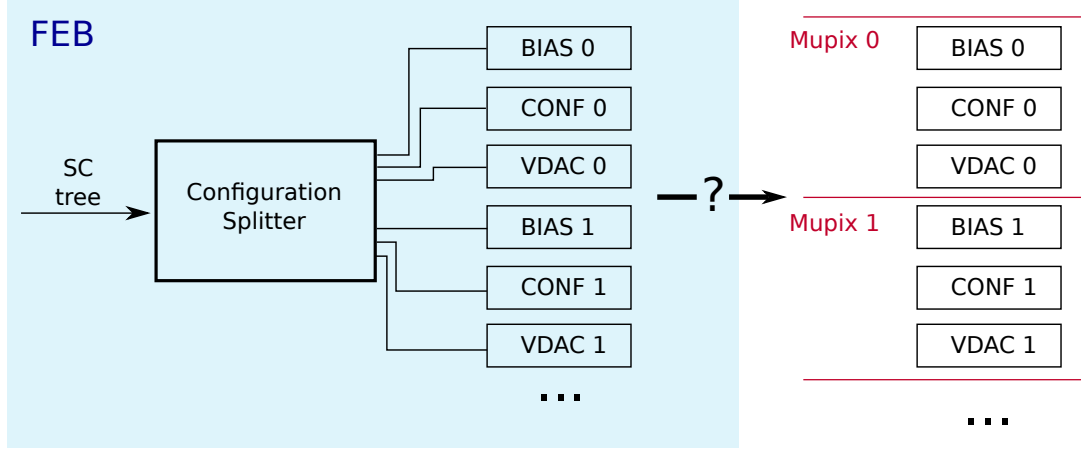 FEB
SC
tree
Configuration
Splitter
BIAS 0
CONF 0
VDAC 0
BIAS 1
CONF 1
VDAC 1
...
?
Mupix 0
BIAS 0
CONF 0
VDAC 0
Mupix 1
BIAS 1
CONF 1
VDAC 1
...